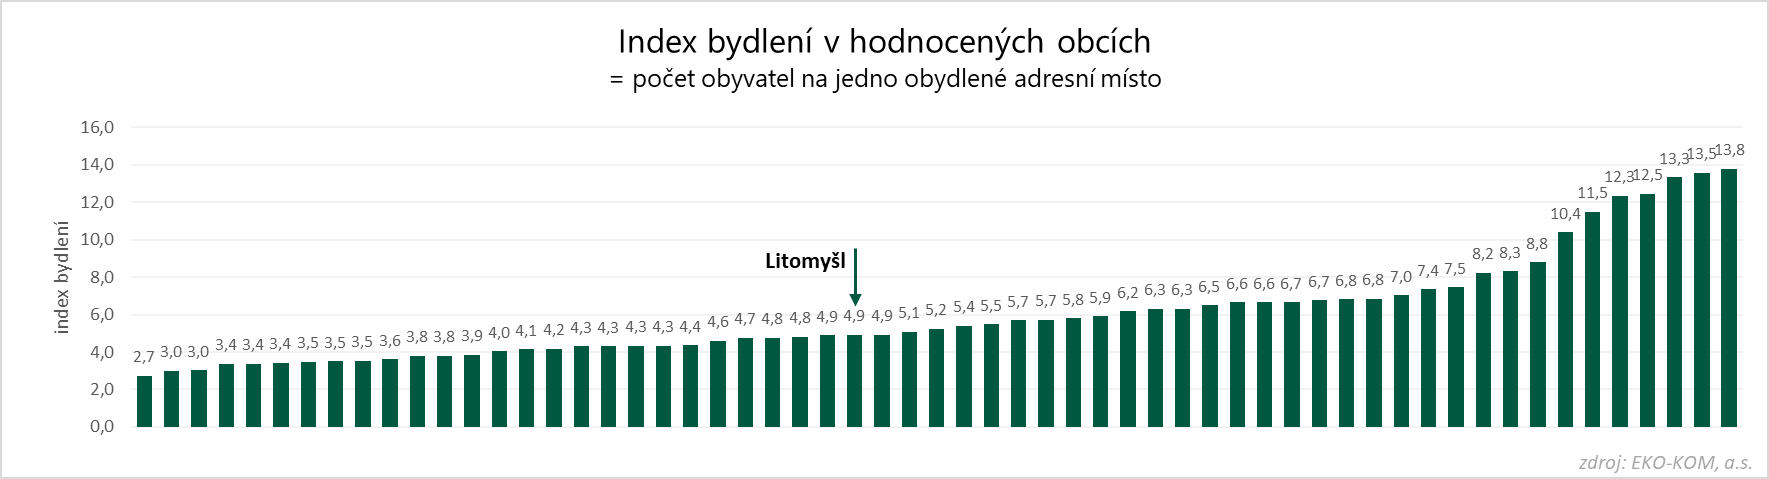 Index bydlení v hodnocených obcích
= počet obyvatel na jedno obydlené adresní místo
index bydlení
16,0
14,0
12,0
10,0
8,0
6,0
4,0
2,0
0,0
Litomyšl
2,7 3,0 3,0 3,4 3,4 3,4 3,5 3,5 3,5 3,6 3,8 3,8 3,9 4,0 4,1 4,2 4,3 4,3 4,3 4,3 4,4 4,6 4,7 4,8 4,8 4,9 4,9 4,9 5,1 5,2 5,4 5,5 5,7 5,7 5,8 5,9 6,2 6,3 6,3 6,5 6,6 6,6 6,7 6,7 6,8 6,8 7,0 7,4 7,5 8,2 8,3 8,8 10,4 11,5 12,3 12,5 13,3 13,5 13,8
zdroj: EKO-KOM, a.s.